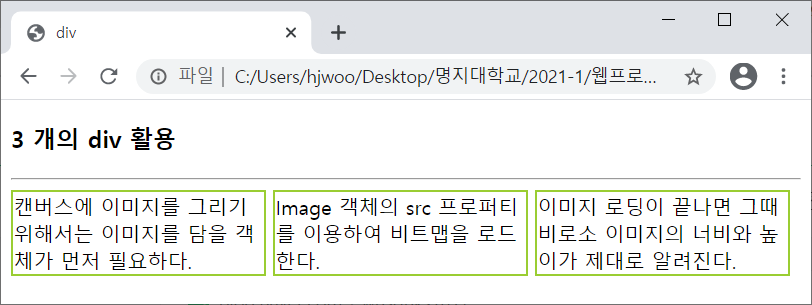 div
파일 | C:/Users/hjwoo/Desktop/명지대학교/2021-1/웹프로...
3 개의 div 활용
캔버스에 이미지를 그리기
위해서는 이미지를 담을 객
체가 먼저 필요하다.
Image 객체의 src 프로퍼티
를 이용하여 비트맵을 로드
한다.
이미지 로딩이 끝나면 그때
비로소 이미지의 너비와 높
이가 제대로 알려진다.